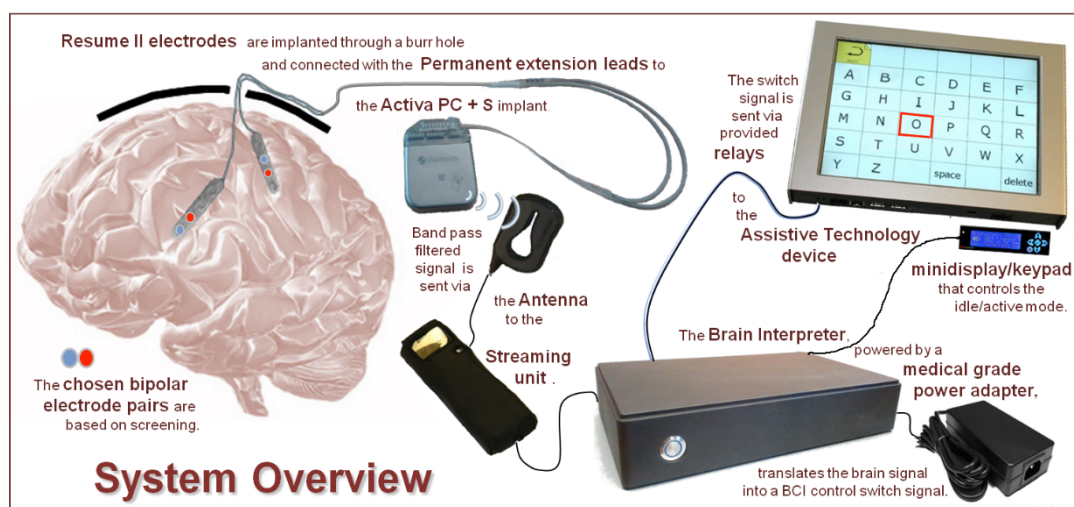 Resume II electrodes are implanted through a burr hole
and connected with the Permanent extension leads to
the Activa PC + S implant
Band pass
filtered
signal is
sent via
the Antenna
to the
Streaming
unit .
The switch
signal is
sent via
provided
relays
to the
Assistive Technology
device
A B C D E F
G H I J K L
M N O P Q R
S T U V W X
Y Z space delete
minidisplay/keypad
that controls the
idle/active mode.
The Brain Interpreter,
powered by a
medical grade
power adapter,
translates the brain signal
into a BCI control switch signal.
The chosen bipolar
electrode pairs are
based on screening.
System Overview